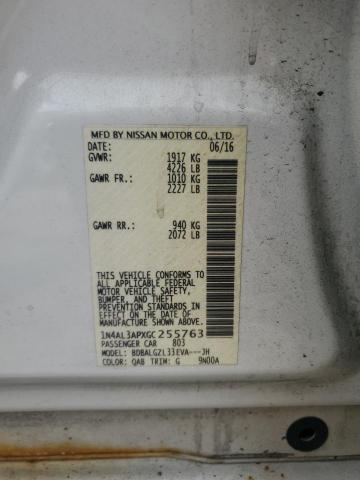 MFD BY NISSAN MOTOR CO., LTD.
DATE: 06/16
GVWR: 1917 KG
4226 LB
GAWR FR: 1010 KG
2227 LB
GAWR RR: 940 KG
2072 LB
THIS VEHICLE CONFORMS TO
ALL APPLICABLE FEDERAL
MOTOR VEHICLE SAFETY, BUMPER,
AND THEFT PREVENTION STANDARDS
IN EFFECT ON THE DATE OF
MANUFACTURE SHOWN ABOVE.
1N4AL3APXGC255763
PASSENGER CAR 803
MODEL: BDBALGZL33EVA---JH
COLOR: QAB TRIM: G 9N00A